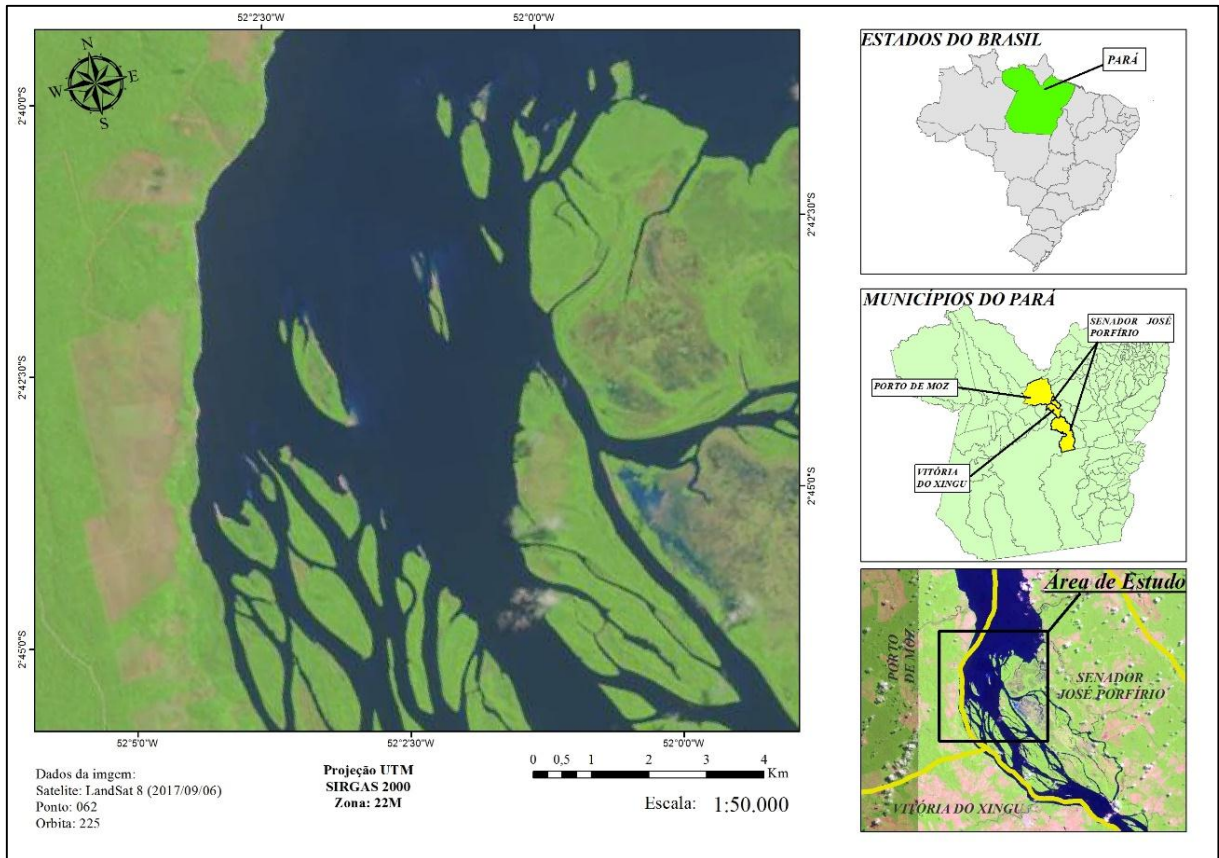 52°2'30"W
52°0'0"W
N
W
E
S
2°40'0"S
2°42'30"S
2°45'0"S
2°42'30"S
2°45'0"S
52°5'0"W
52°2'30"W
52°0'0"W
Dados da imgem:
Satelite: LandSat 8 (2017/09/06)
Ponto: 062
Orbita: 225
Projeção UTM
SIRGAS 2000
Zona: 22M
0 0,5 1 2 3 4
Km
Escala: 1:50.000
ESTADOS DO BRASIL
PARÁ
MUNICÍPIOS DO PARÁ
SENADOR JOSÉ
PORFÍRIO
PORTO DE MOZ
VITÓRIA
DO XINGU
Área de Estudo
PORTO
DE MOZ
SENADOR
JOSÉ PORFÍRIO
VITÓRIA DO XINGU